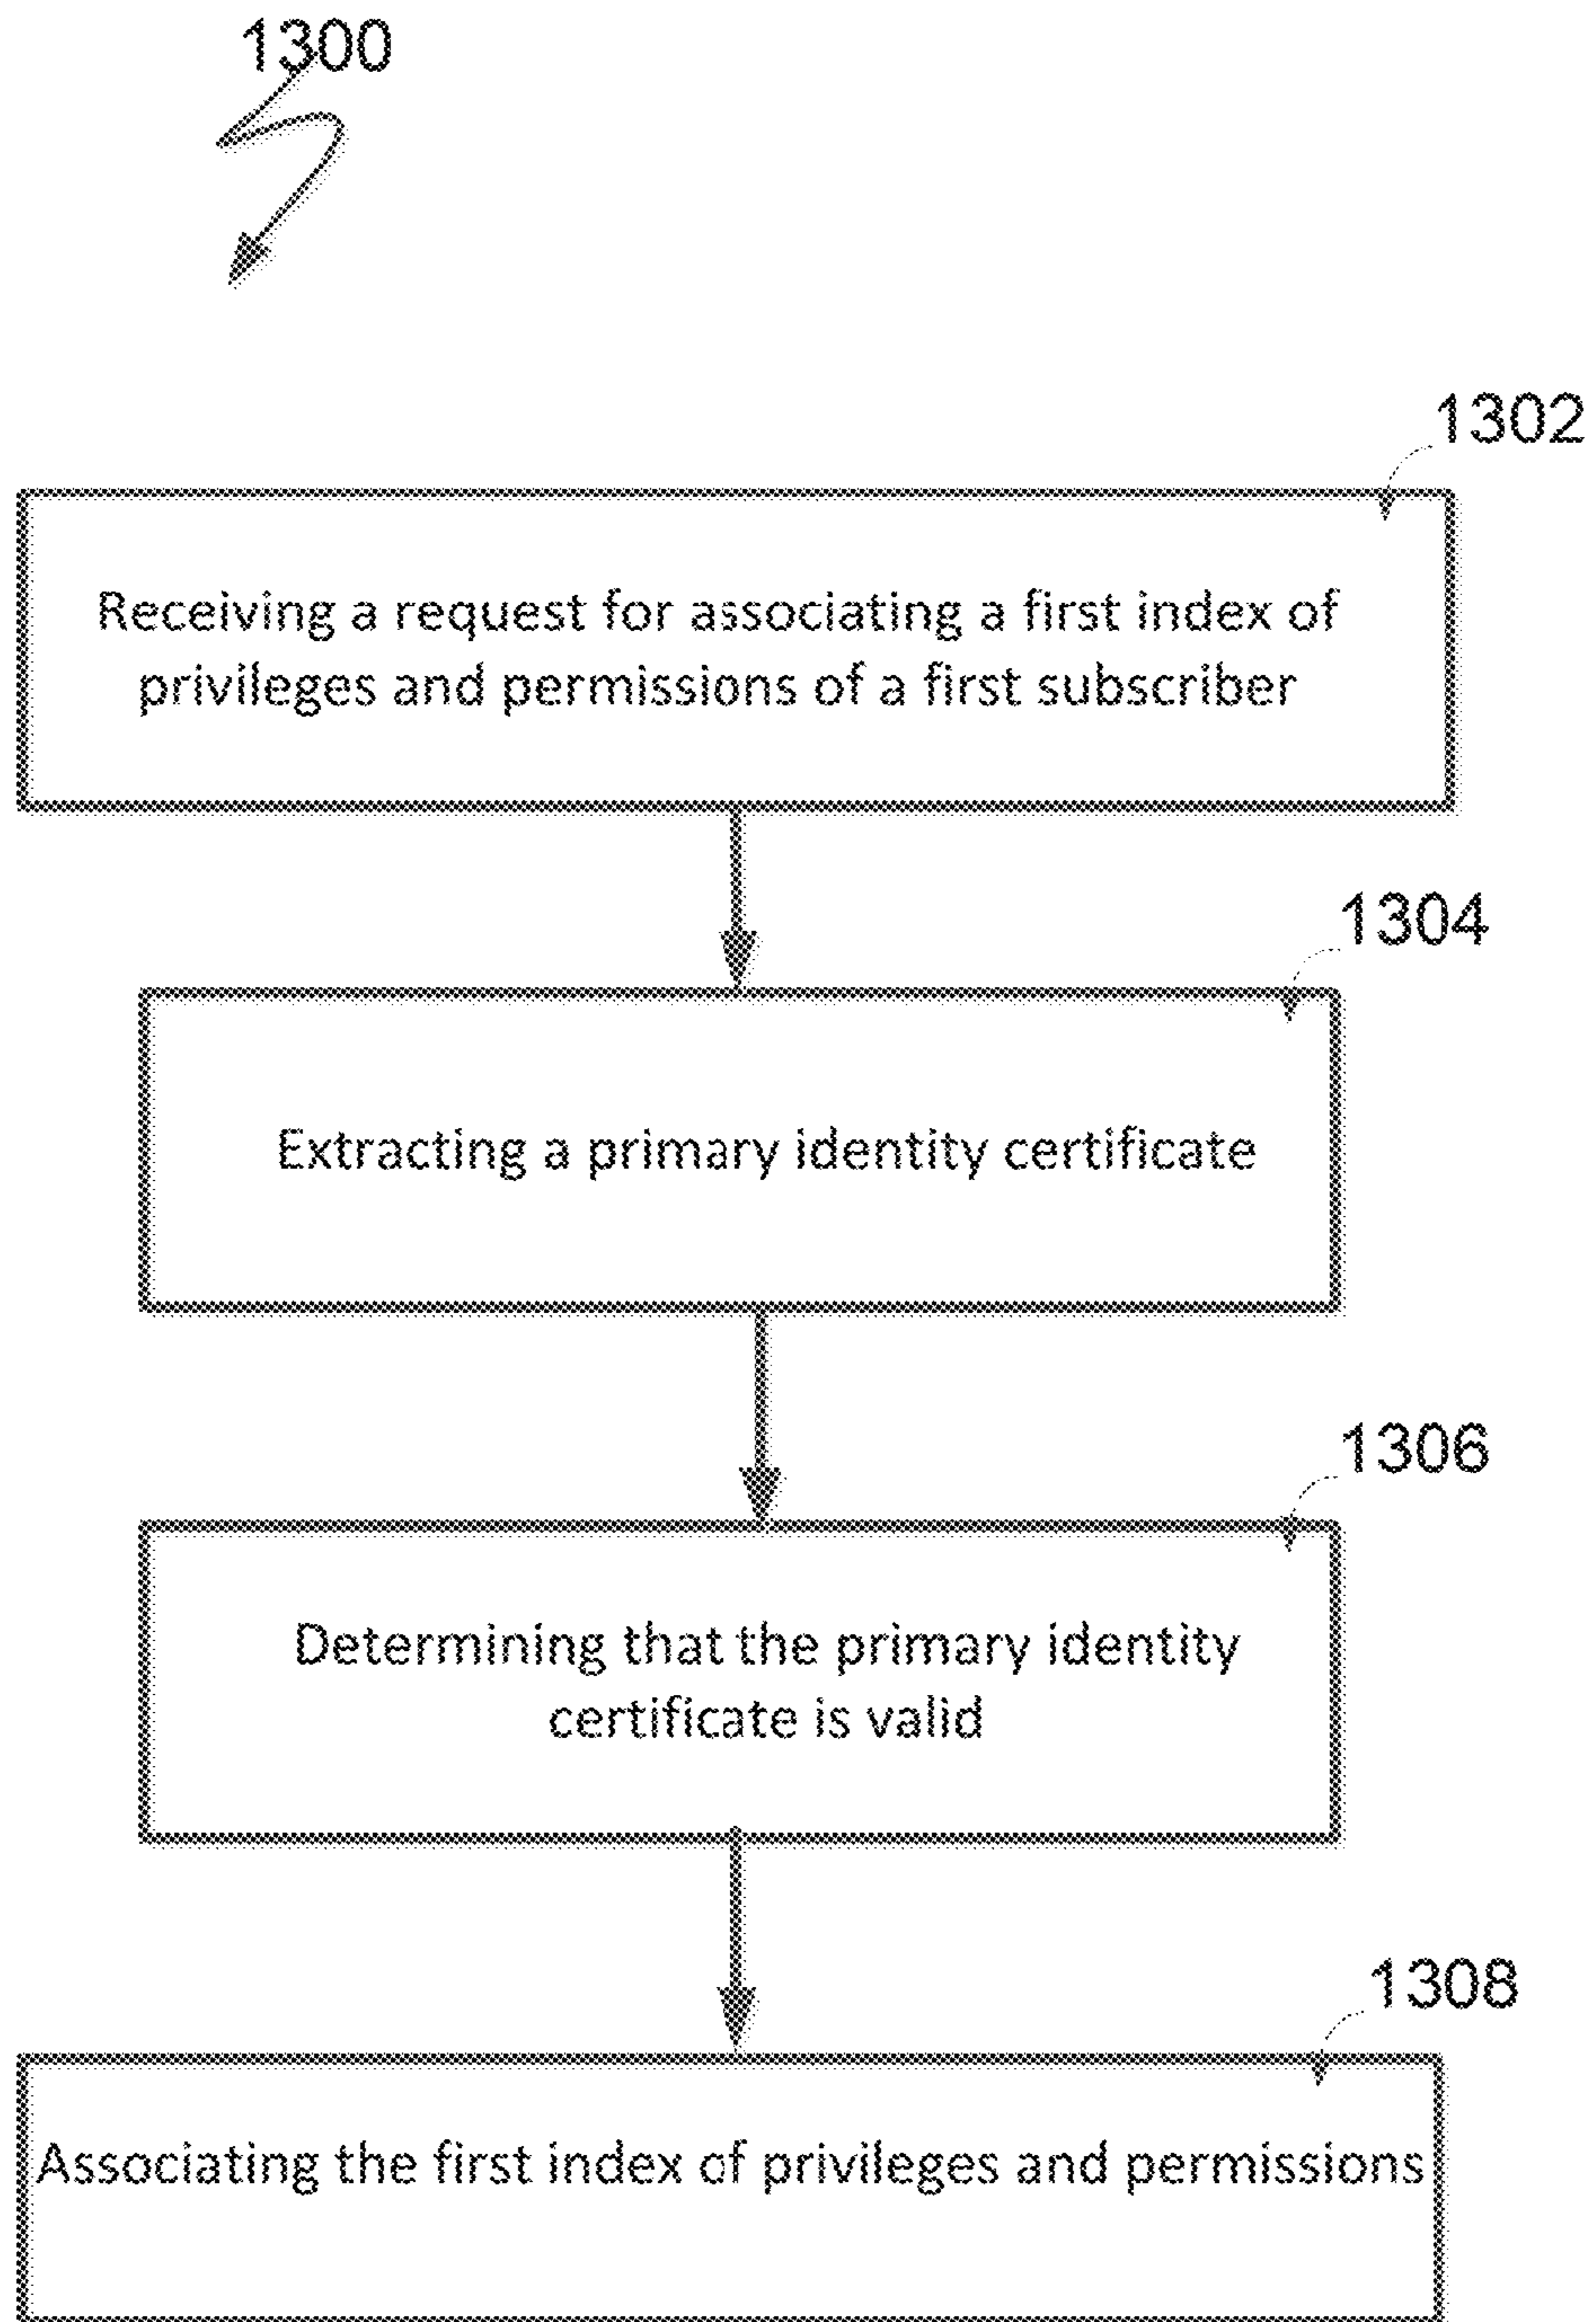 1300
1302
Receiving a request for associating a first index of
privileges and permissions of a first subscriber
1304
Extracting a primary identity certificate
1306
Determining that the primary identity
certificate is valid
1308
Associating the first index of privileges and permissions